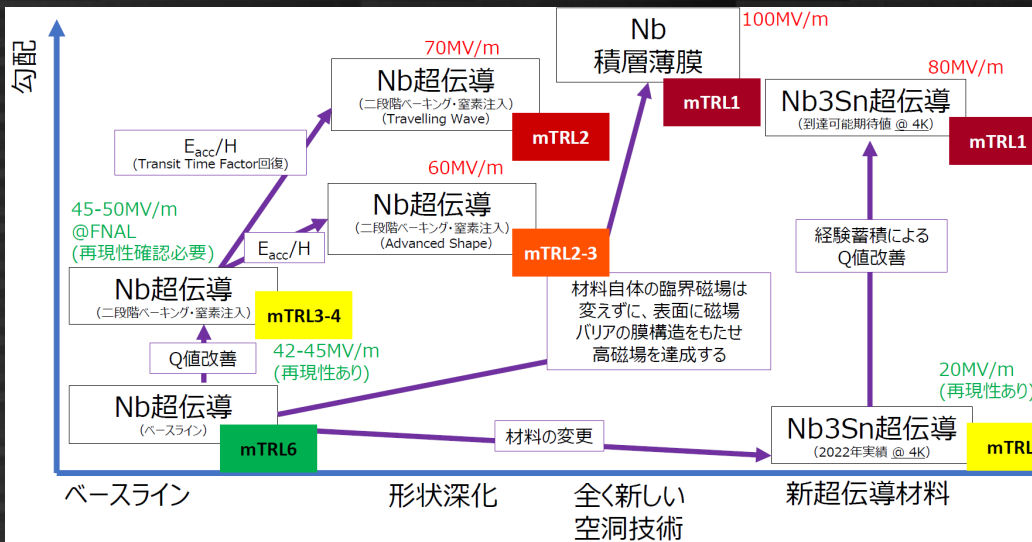 勾配
100MV/m
Nb
積層薄膜
mTRL1
70MV/m
Nb超伝導
(二段階ベーキング・窒素注入)
(Travelling Wave)
mTRL2
80MV/m
Nb3Sn超伝導
(到達可能期待値 @ 4K)
mTRL1
Eacc/H
(Transit Time Factor回復)
60MV/m
Nb超伝導
(二段階ベーキング・窒素注入)
(Advanced Shape)
mTRL2-3
45-50MV/m
@FNAL
(再現性確認必要)
Eacc/H
経験蓄積による
Q値改善
Nb超伝導
(二段階ベーキング・窒素注入)
mTRL3-4
材料自体の臨界磁場は
変えずに、表面に磁場
バリアの膜構造をもたせ
高磁場を達成する
Q値改善
42-45MV/m
(再現性あり)
20MV/m
(再現性あり)
Nb超伝導
(ベースライン)
mTRL6
材料の変更
Nb3Sn超伝導
(2022年実績 @ 4K)
mTRL
ベースライン
形状深化
全く新しい
空洞技術
新超伝導材料